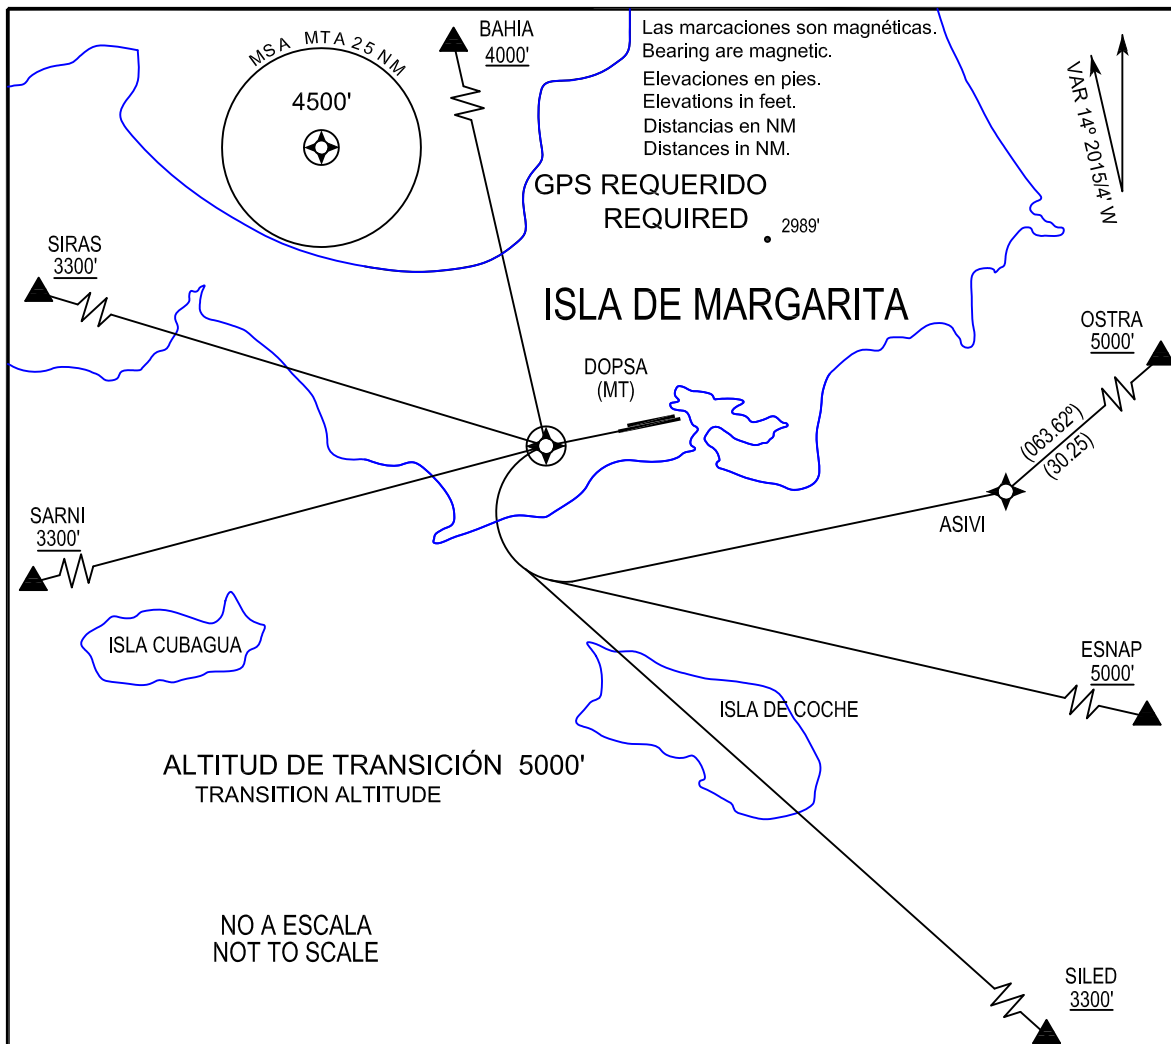 MSA MTA 25 NM
4500'
BAHIA
4000'
Las marcaciones son magnéticas.
Bearing are magnetic.
Elevaciones en pies.
Elevations in feet.
Distancias en NM
Distances in NM.
VAR 14º 2015/4' W
GPS REQUERIDO
REQUIRED
2989'
SIRAS
3300'
ISLA DE MARGARITA
OSTRA
5000'
DOPSA
(MT)
(063.62º)
(30.25)
ASIVI
SARNI
3300'
ISLA CUBAGUA
ESNAP
5000'
ISLA DE COCHE
ALTITUD DE TRANSICIÓN 5000'
TRANSITION ALTITUDE
NO A ESCALA
NOT TO SCALE
SILED
3300'